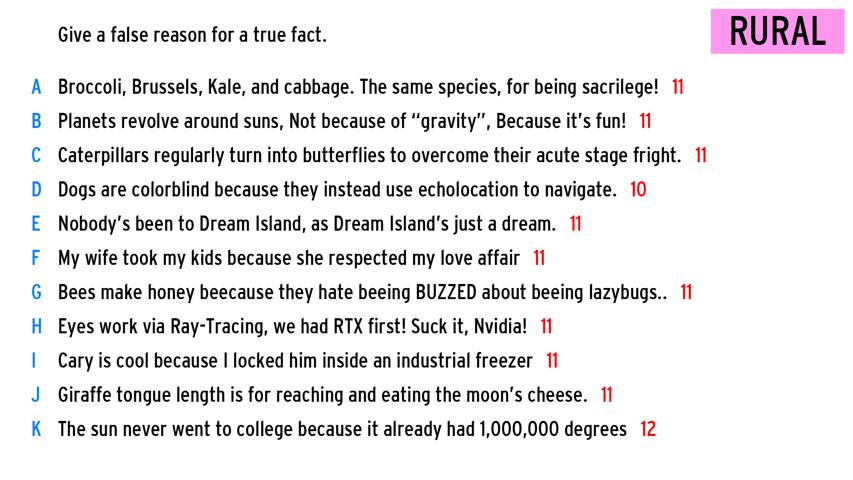 Give a false reason for a true fact.
RURAL
A Broccoli, Brussels, Kale, and cabbage. The same species, for being sacrilege! 11
B Planets revolve around suns, Not because of “gravity”, Because it’s fun! 11
C Caterpillars regularly turn into butterflies to overcome their acute stage fright. 11
D Dogs are colorblind because they instead use echolocation to navigate. 10
E Nobody’s been to Dream Island, as Dream Island’s just a dream. 11
F My wife took my kids because she respected my love affair 11
G Bees make honey beecause they hate beeing BUZZED about beeing lazybugs.. 11
H Eyes work via Ray-Tracing, we had RTX first! Suck it, Nvidia! 11
I Cary is cool because I locked him inside an industrial freezer 11
J Giraffe tongue length is for reaching and eating the moon’s cheese. 11
K The sun never went to college because it already had 1,000,000 degrees 12